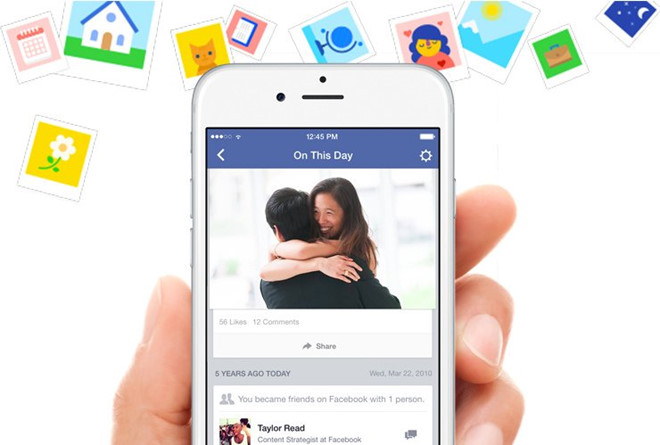 12:45 PM
On This Day
56 Likes · 12 Comments
Share
5 YEARS AGO TODAY Wed, Mar 22, 2010
You became friends on Facebook with 1 person.
Taylor Read
Content Strategist at Facebook